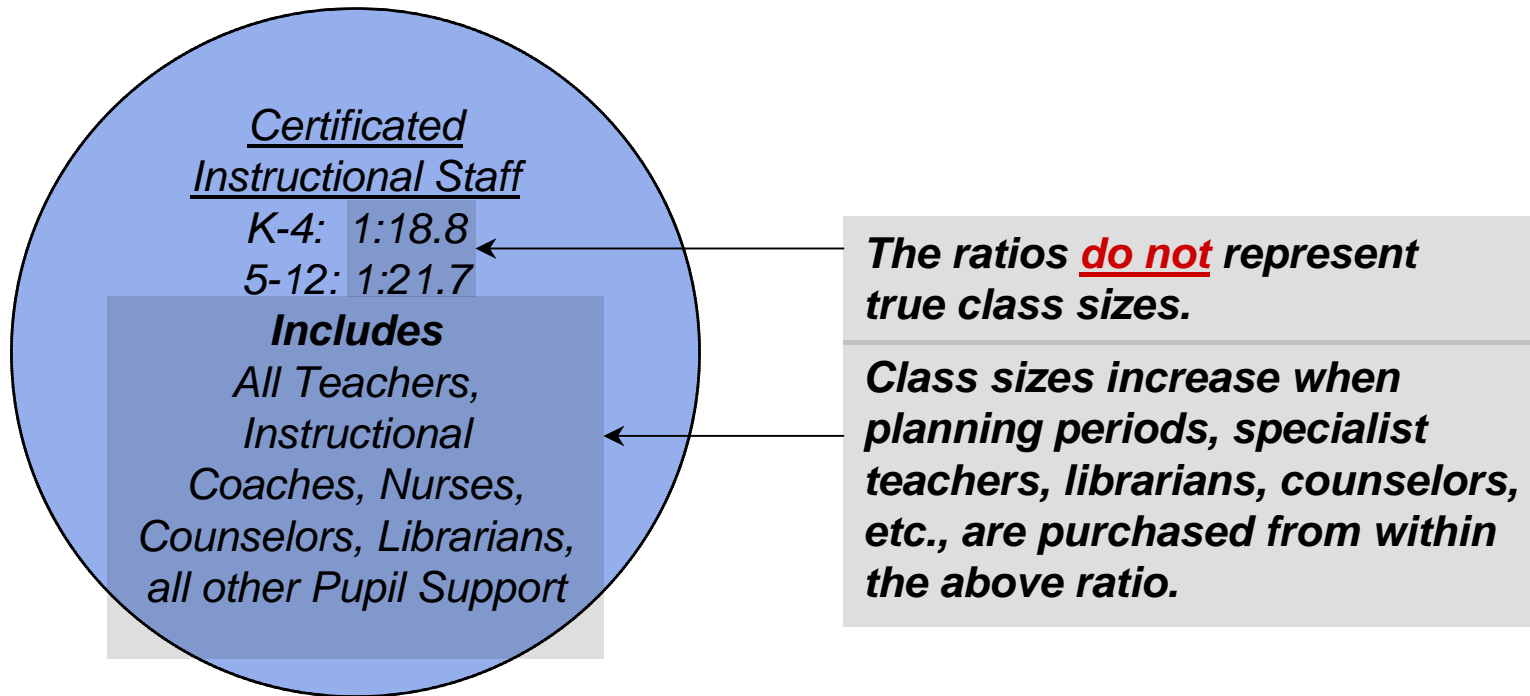 Certificated
Instructional Staff
K-4: 1:18.8
5-12: 1:21.7
Includes
All Teachers,
Instructional
Coaches, Nurses,
Counselors, Librarians,
all other Pupil Support
The ratios do not represent
true class sizes.
Class sizes increase when
planning periods, specialist
teachers, librarians, counselors,
etc., are purchased from within
the above ratio.